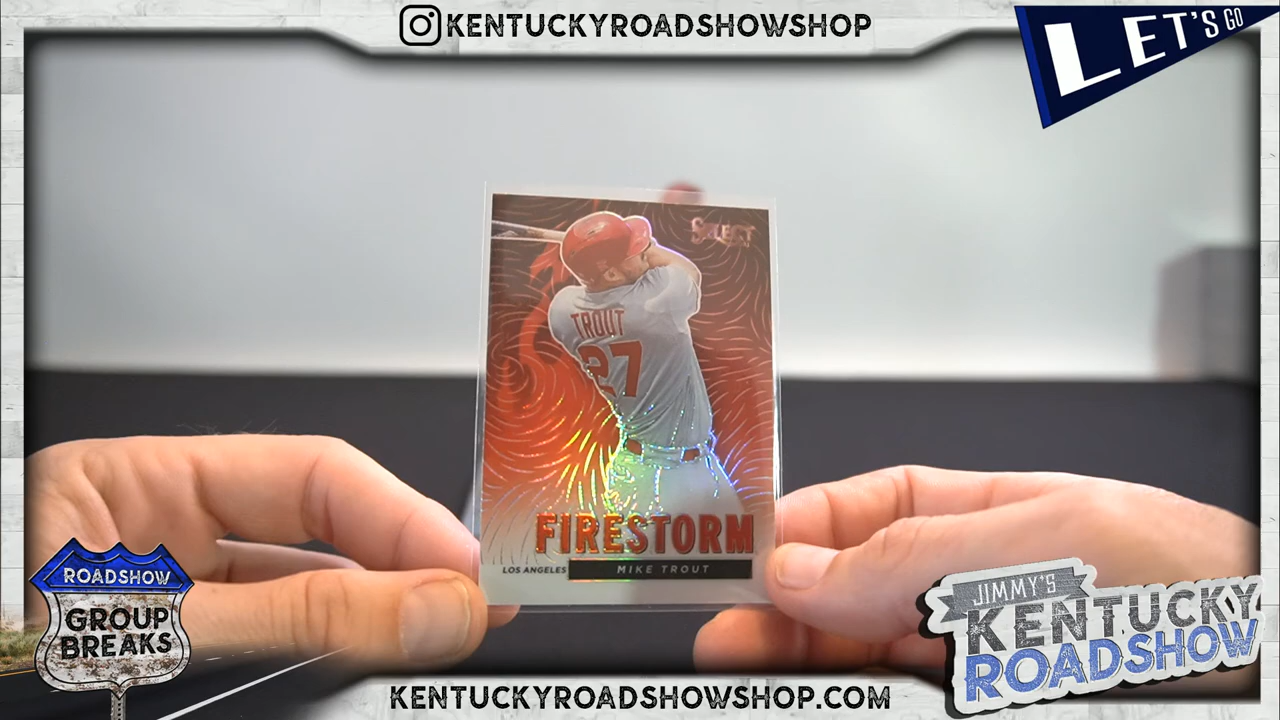 KENTUCKYROADSHOWSHOP
LET'S GO
SELECT
TROUT
27
FIRESTORM
LOS ANGELES
MIKE TROUT
ROADSHOW
GROUP
BREAKS
JIMMY'S
KENTUCKY
ROADSHOW
KENTUCKYROADSHOWSHOP.COM